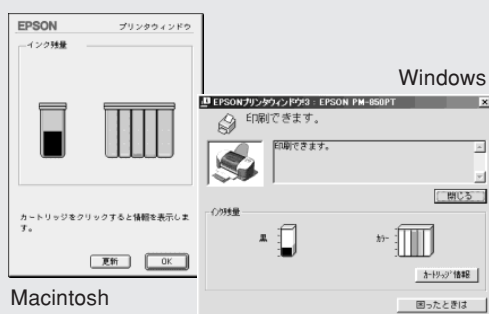 EPSON プリンタウィンドウ
インク残量
カートリッジをクリックすると情報を表示しま
す。
更新 OK
Macintosh
Windows
EPSONプリンタウィンドウ!3 : EPSON PM-850PT
印刷できます。
印刷できます。
閉じる
インク残量
黒 カラー
カートリッジ情報
困ったときは